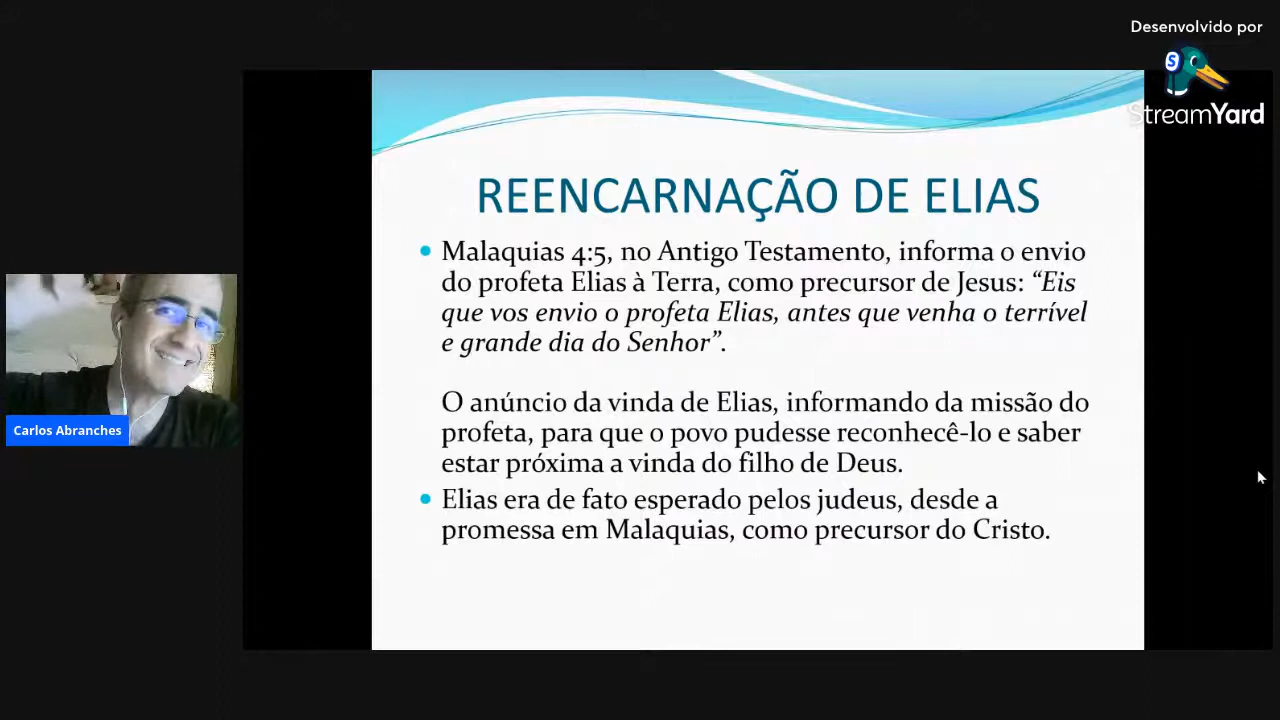 Desenvolvido por
StreamYard
REENCARNAÇÃO DE ELIAS
Malaquias 4:5, no Antigo Testamento, informa o envio
do profeta Elias à Terra, como precursor de Jesus: “Eis
que vos envio o profeta Elias, antes que venha o terrível
e grande dia do Senhor”.
O anúncio da vinda de Elias, informando da missão do
profeta, para que o povo pudesse reconhecê-lo e saber
estar próxima a vinda do filho de Deus.
Elias era de fato esperado pelos judeus, desde a
promessa em Malaquias, como precursor do Cristo.
Carlos Abranches